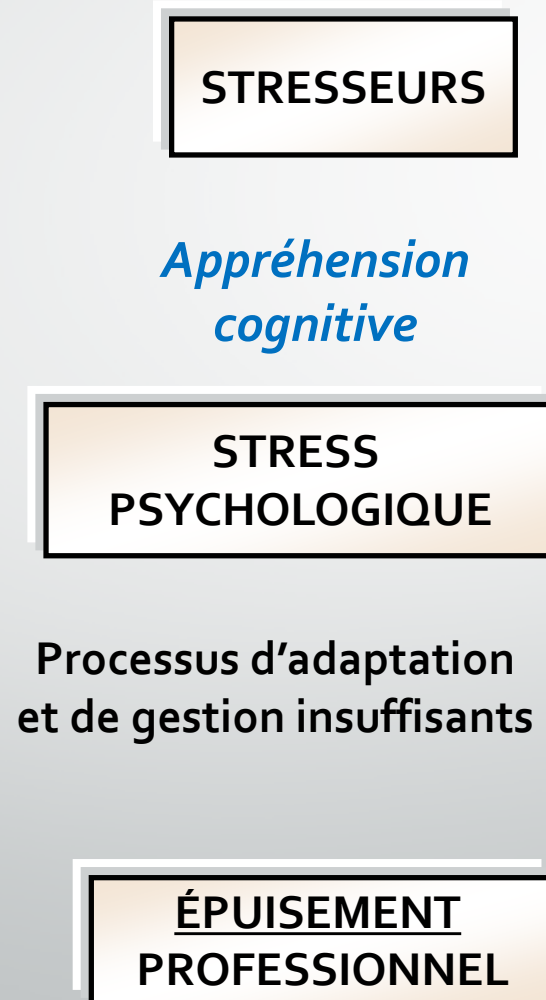 STRESSEURS
Appréhension
cognitive
STRESS
PSYCHOLOGIQUE
Processus d’adaptation
et de gestion insuffisants
ÉPUISEMENT
PROFESSIONNEL